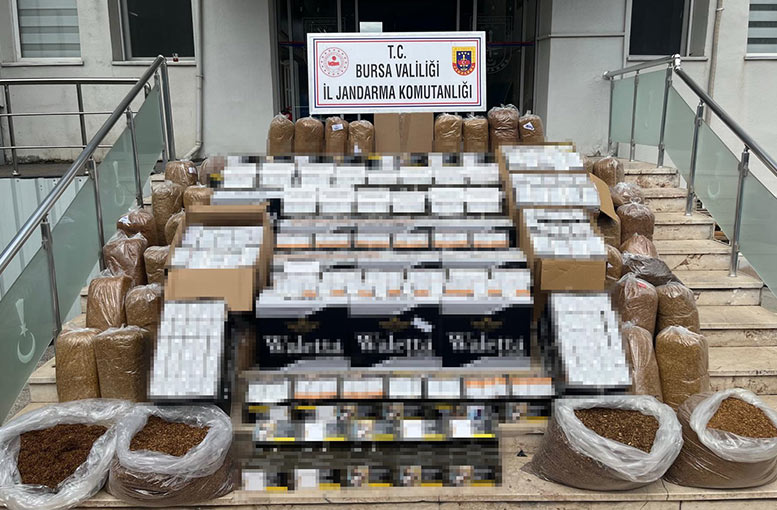 T.C.
BURSA VALİLİĞİ
İL JANDARMA KOMUTANLIĞI
Waletta Waletta Waletta